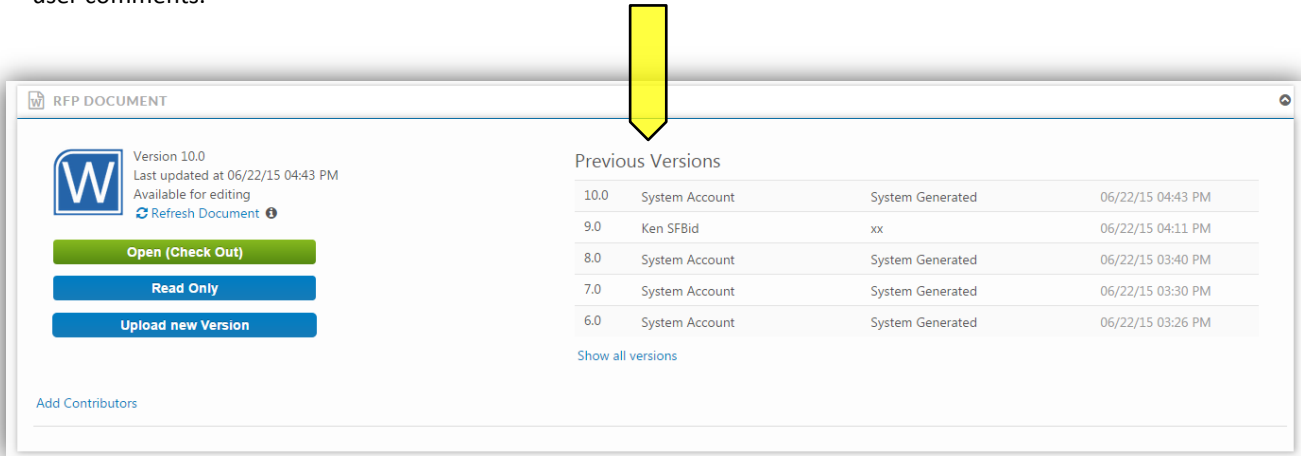 user comments.
RFP DOCUMENT
W
Version 10.0
Last updated at 06/22/15 04:43 PM
Available for editing
Refresh Document
Open (Check Out)
Read Only
Upload new Version
Add Contributors
Previous Versions
10.0 System Account System Generated 06/22/15 04:43 PM
9.0 Ken SFBid xx 06/22/15 04:11 PM
8.0 System Account System Generated 06/22/15 03:40 PM
7.0 System Account System Generated 06/22/15 03:30 PM
6.0 System Account System Generated 06/22/15 03:26 PM
Show all versions